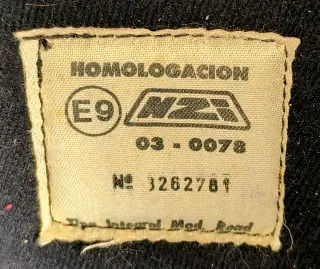 HOMOLOGACION
E9 NZI
03 - 0078
Nº 3262781
Tipo Integral Mod. Road